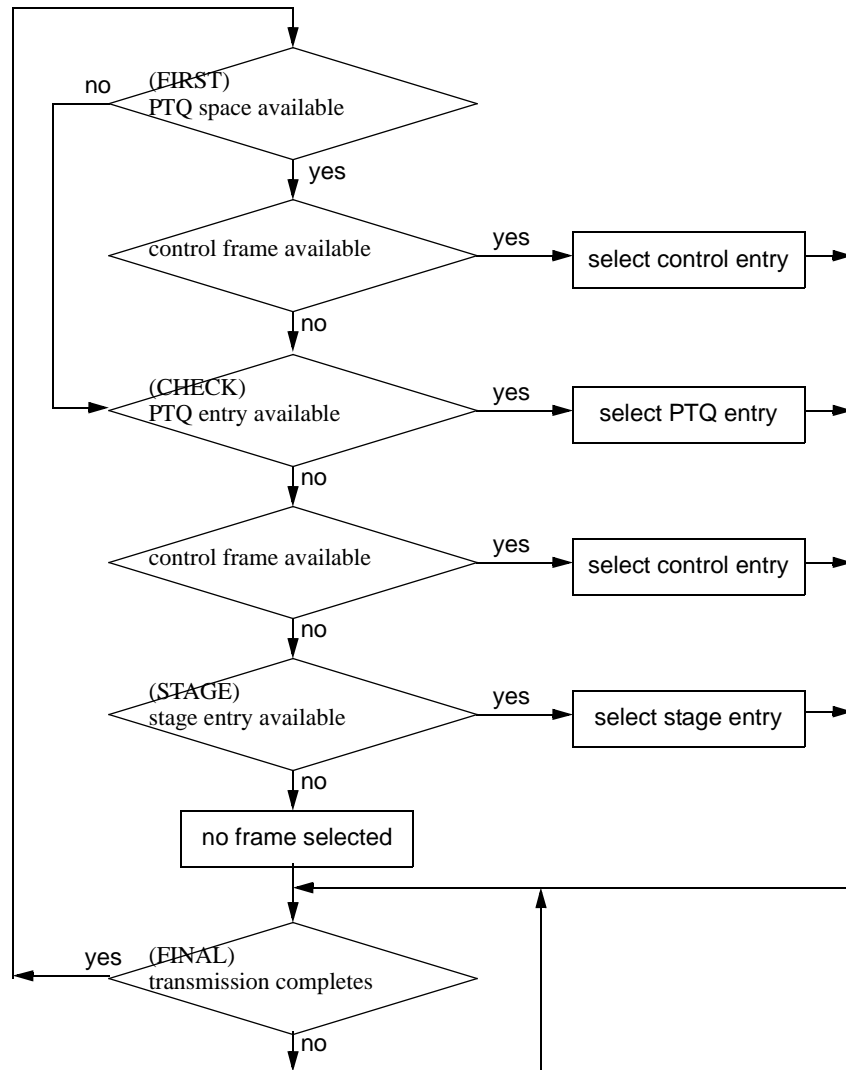 no
(FIRST)
PTQ space available
yes
control frame available
yes
select control entry
no
(CHECK)
PTQ entry available
yes
select PTQ entry
no
control frame available
yes
select control entry
no
(STAGE)
stage entry available
yes
select stage entry
no
no frame selected
yes
(FINAL)
transmission completes
no